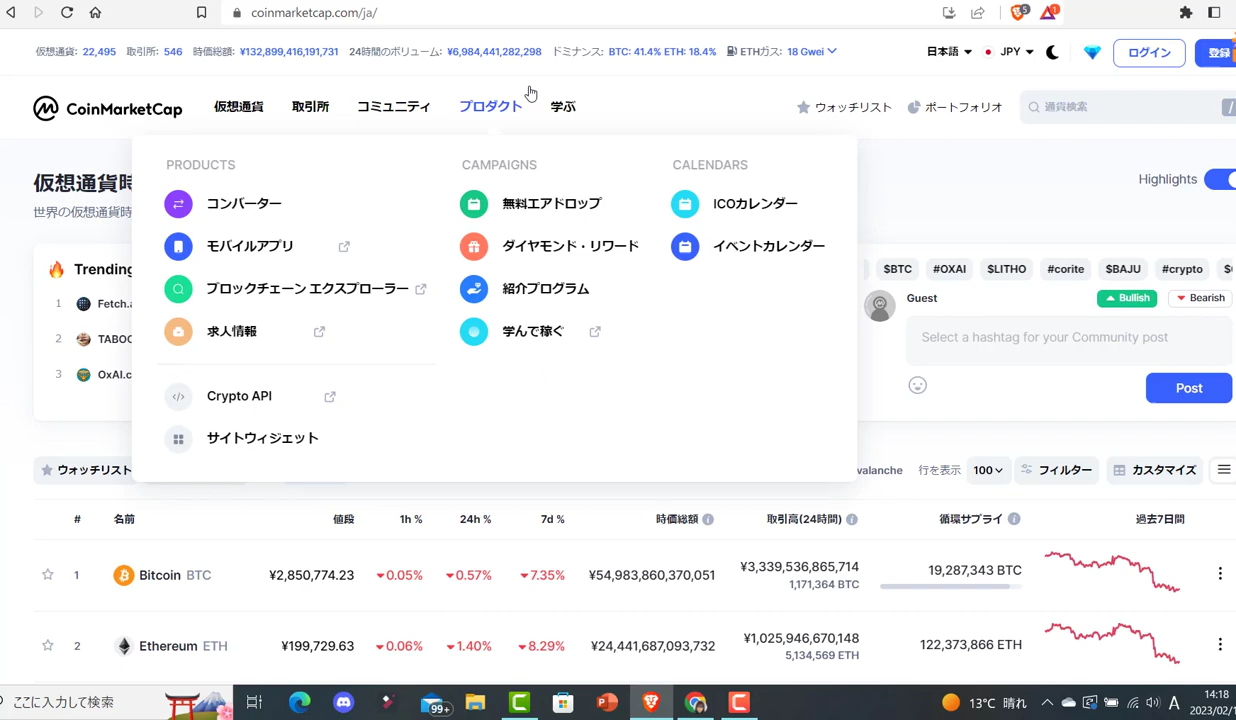 coinmarketcap.com/ja/
5
1
仮想通貨: 22,495 取引所: 546 時価総額: ¥132,899,416,191,731 24時間のボリューム: ¥6,984,441,282,298 ドミナンス: BTC: 41.4% ETH: 18.4% ETHガス: 18 Gwei
日本語 JPY ログイン 登録
CoinMarketCap 仮想通貨 取引所 コミュニティ プロダクト 学ぶ ウォッチリスト ポートフォリオ 通貨検索 /
PRODUCTS CAMPAIGNS CALENDARS
コンバーター 無料エアドロップ ICOカレンダー
モバイルアプリ ダイヤモンド・リワード イベントカレンダー
ブロックチェーン エクスプローラー 紹介プログラム
求人情報 学んで稼ぐ
Crypto API
サイトウィジェット
仮想通貨時
世界の仮想通貨時
Highlights
Trending
1 Fetch.a
2 TABOO
3 OxAI.c
$BTC #OXAI $LITHO #corite $BAJU #crypto
Guest Bullish Bearish
Select a hashtag for your Community post
Post
ウォッチリスト valanche 行を表示 100 フィルター カスタマイズ
# 名前 値段 1h % 24h % 7d % 時価総額 取引高(24時間) 循環サプライ 過去7日間
1 Bitcoin BTC ¥2,850,774.23 0.05% 0.57% 7.35% ¥54,983,860,370,051 ¥3,339,536,865,714 19,287,343 BTC
1,171,364 BTC
2 Ethereum ETH ¥199,729.63 0.06% 1.40% 8.29% ¥24,441,687,093,732 ¥1,025,946,670,148 122,373,866 ETH
5,134,569 ETH
ここに入力して検索 99+ 13°C 晴れ A 14:18
2023/02/